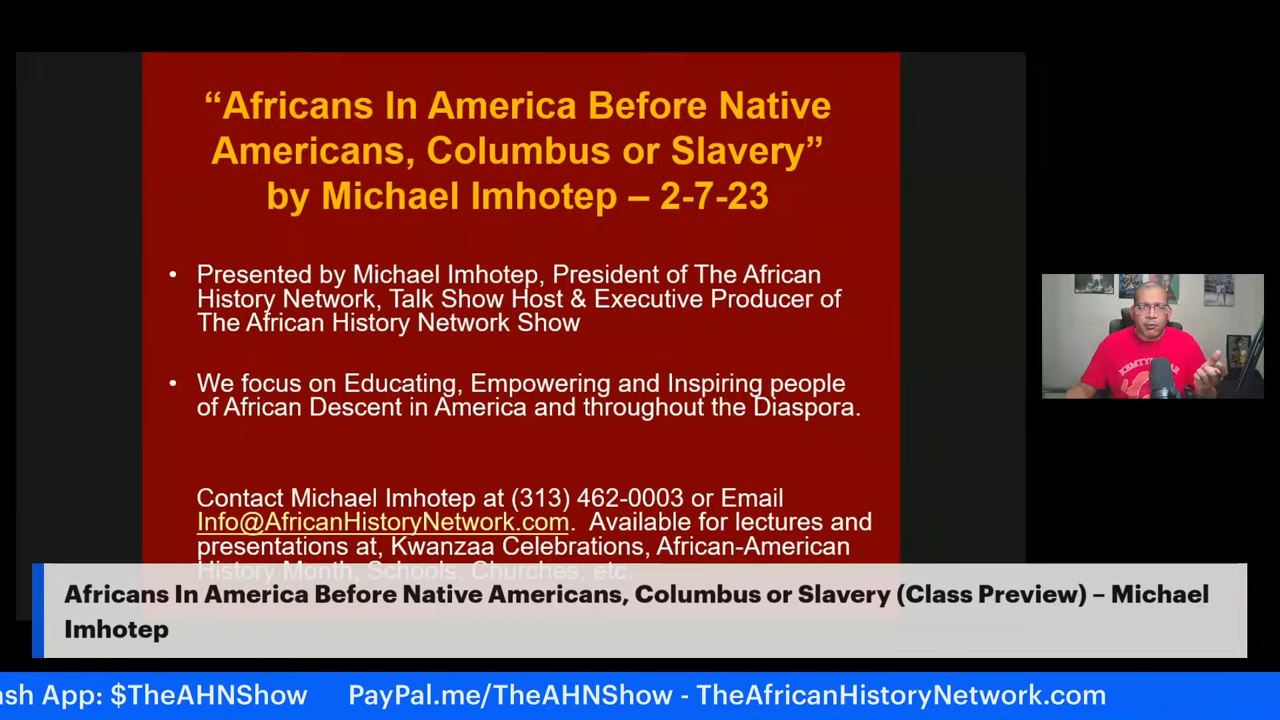 “Africans In America Before Native
Americans, Columbus or Slavery”
by Michael Imhotep – 2-7-23
• Presented by Michael Imhotep, President of The African
History Network, Talk Show Host & Executive Producer of
The African History Network Show
• We focus on Educating, Empowering and Inspiring people
of African Descent in America and throughout the Diaspora.
Contact Michael Imhotep at (313) 462-0003 or Email
Info@AfricanHistoryNetwork.com. Available for lectures and
presentations at, Kwanzaa Celebrations, African-American
History Month, Schools, Churches, etc.
Africans In America Before Native Americans, Columbus or Slavery (Class Preview) – Michael
Imhotep
ash App: $TheAHNShow PayPal.me/TheAHNShow - TheAfricanHistoryNetwork.com